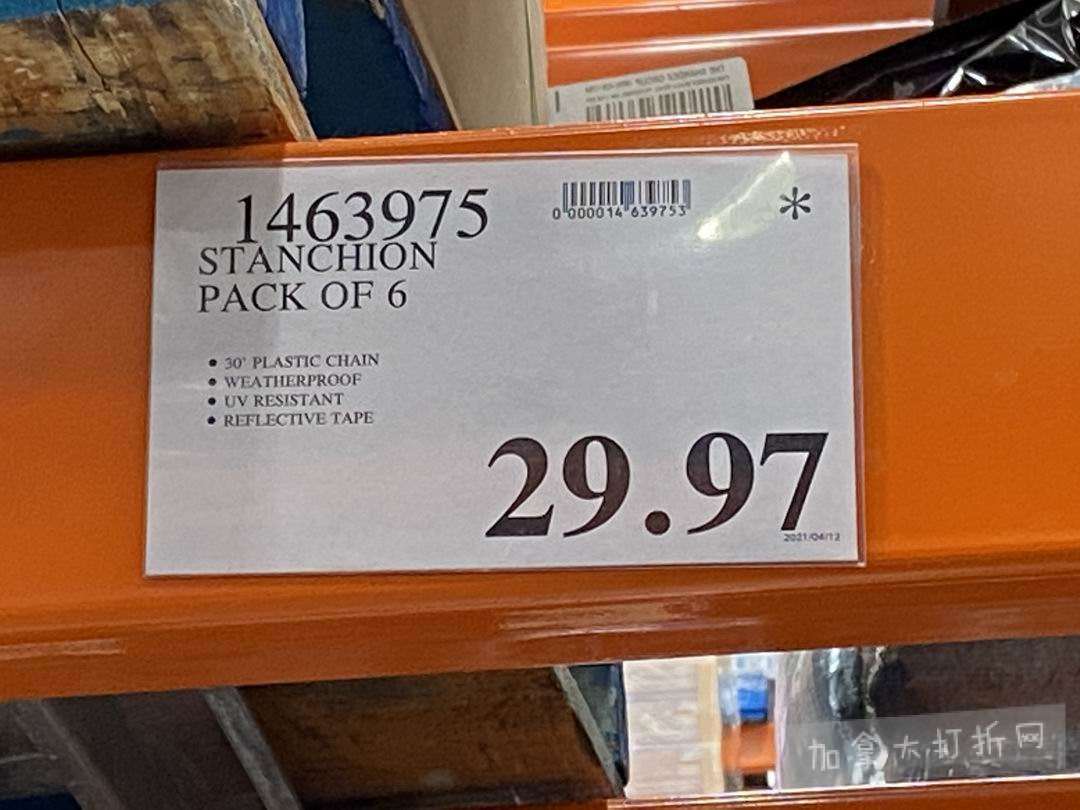 1463975
0 000014 639753
*
STANCHION
PACK OF 6
• 30' PLASTIC CHAIN
• WEATHERPROOF
• UV RESISTANT
• REFLECTIVE TAPE
29.97
2021/04/12
加拿大打折网